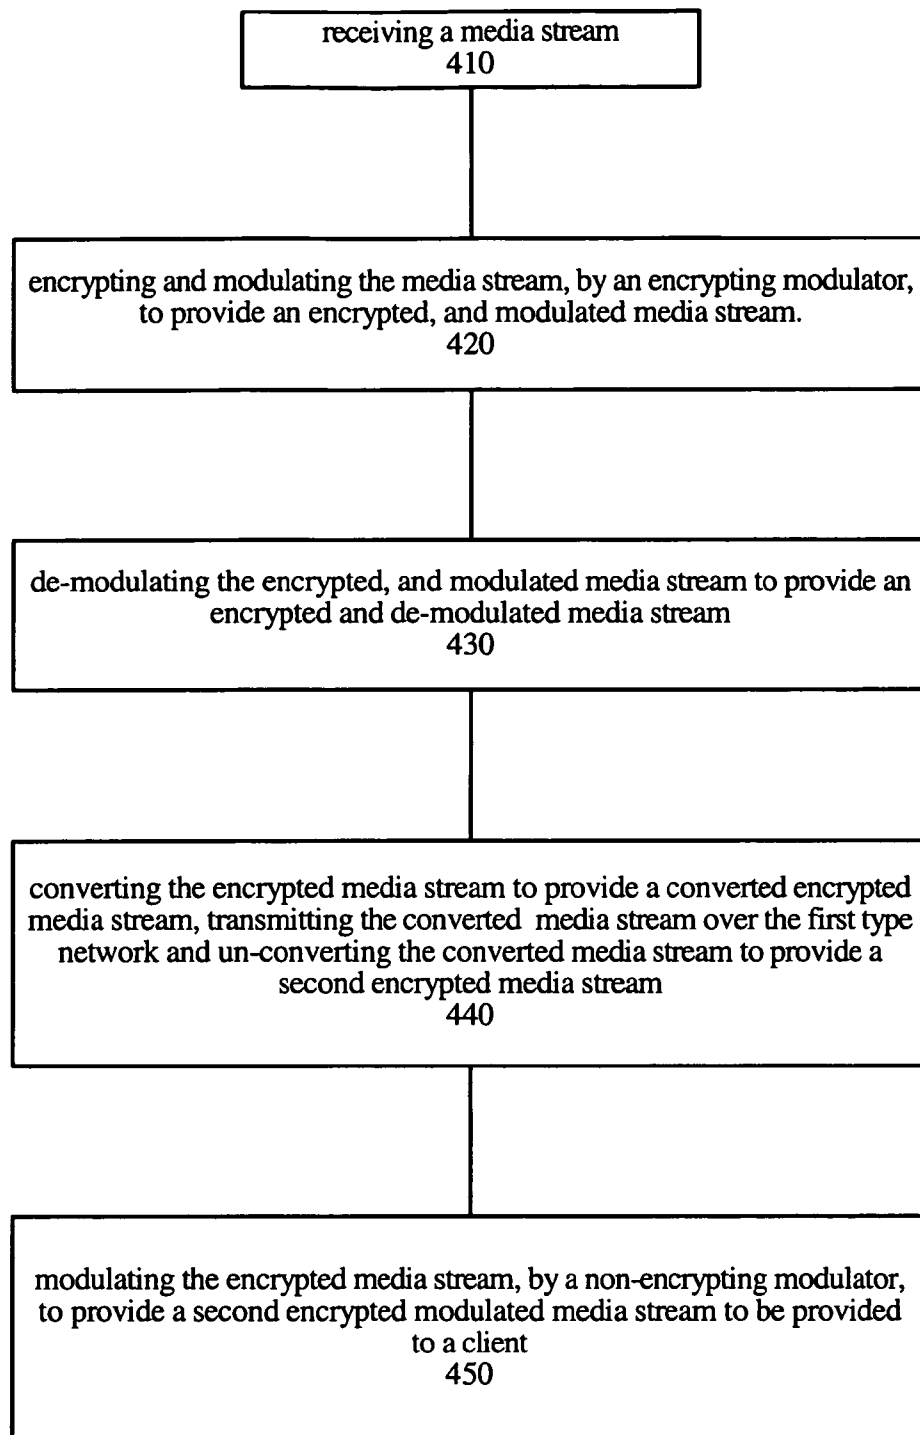 receiving a media stream
410
encrypting and modulating the media stream, by an encrypting modulator,
to provide an encrypted, and modulated media stream.
420
de-modulating the encrypted, and modulated media stream to provide an
encrypted and de-modulated media stream
430
converting the encrypted media stream to provide a converted encrypted
media stream, transmitting the converted media stream over the first type
network and un-converting the converted media stream to provide a
second encrypted media stream
440
modulating the encrypted media stream, by a non-encrypting modulator,
to provide a second encrypted modulated media stream to be provided
to a client
450